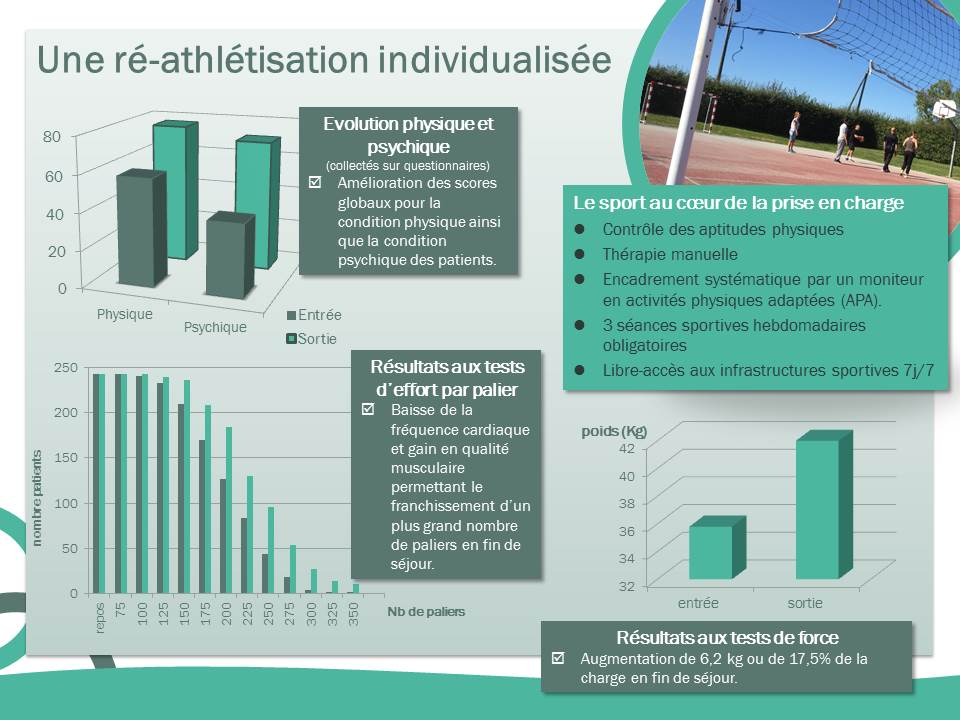 Une ré-athlétisation individualisée
80
60
40
20
0
Physique
Psychique
Entrée
Sortie
Evolution physique et
psychique
(collectés sur questionnaires)
☑ Amélioration des scores
globaux pour la
condition physique ainsi
que la condition
psychique des patients.
Le sport au cœur de la prise en charge
● Contrôle des aptitudes physiques
● Thérapie manuelle
● Encadrement systématique par un moniteur
en activités physiques adaptées (APA).
● 3 séances sportives hebdomadaires
obligatoires
● Libre-accès aux infrastructures sportives 7j/7
nombre patients
250
200
150
100
50
0
repos 75 100 125 150 175 200 225 250 275 300 325 350
Nb de paliers
Résultats aux tests
d'effort par palier
☑ Baisse de la
fréquence cardiaque
et gain en qualité
musculaire
permettant le
franchissement d'un
plus grand nombre
de paliers en fin de
séjour.
poids (Kg)
42
40
38
36
34
32
entrée sortie
Résultats aux tests de force
☑ Augmentation de 6,2 kg ou de 17,5% de la
charge en fin de séjour.